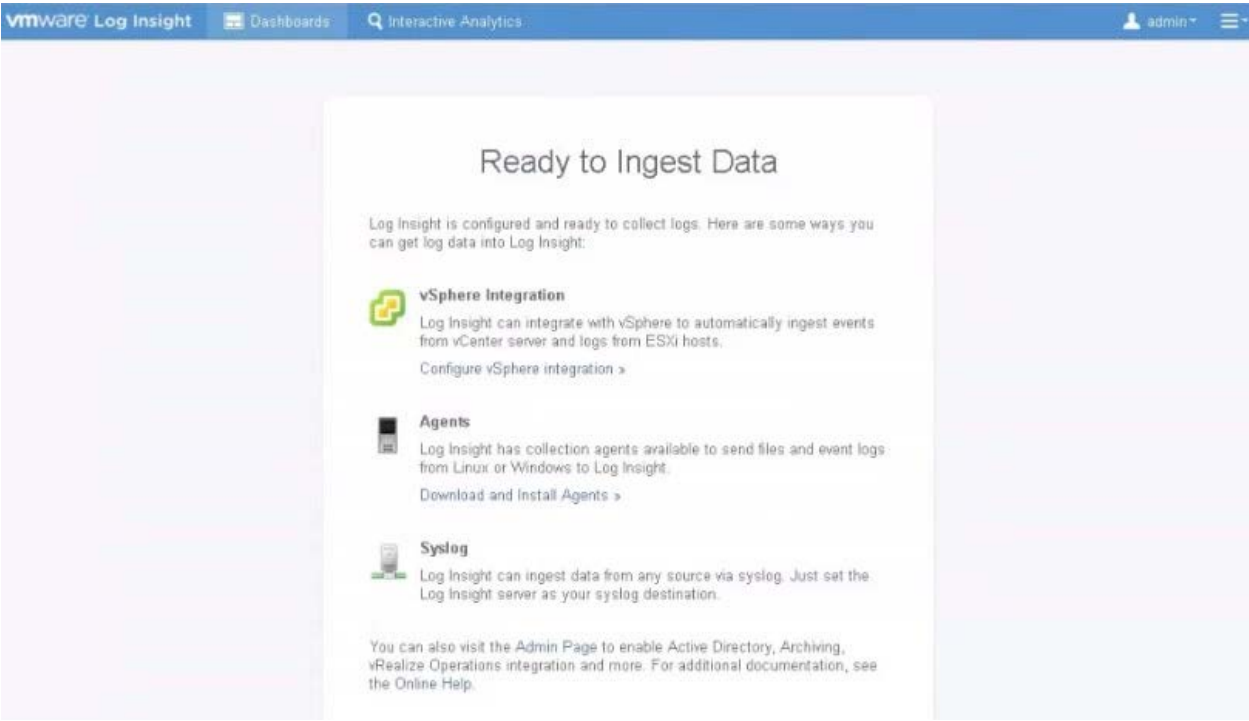 vmware Log Insight Dashboards Interactive Analytics admin
Ready to Ingest Data
Log Insight is configured and ready to collect logs. Here are some ways you
can get log data into Log Insight:
vSphere Integration
Log Insight can integrate with vSphere to automatically ingest events
from vCenter server and logs from ESXi hosts.
Configure vSphere integration »
Agents
Log Insight has collection agents available to send files and event logs
from Linux or Windows to Log Insight.
Download and Install Agents »
Syslog
Log Insight can ingest data from any source via syslog. Just set the
Log Insight server as your syslog destination.
You can also visit the Admin Page to enable Active Directory, Archiving,
vRealize Operations integration and more. For additional documentation, see
the Online Help.